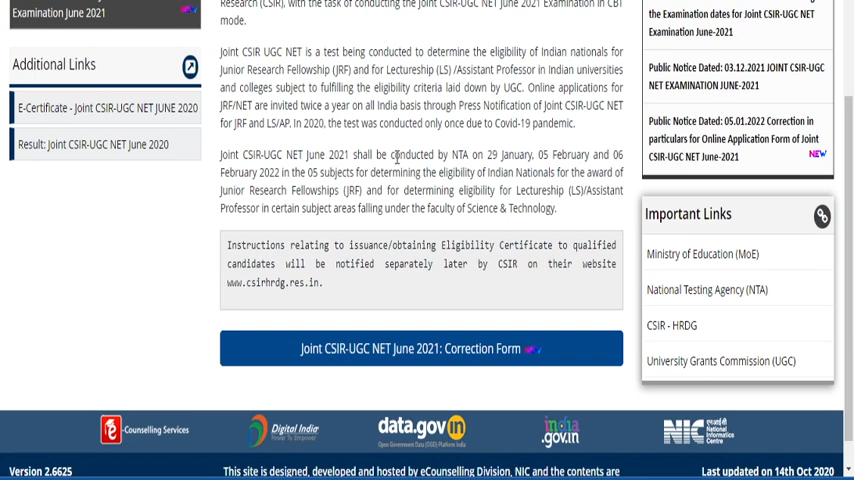 Examination June 2021
Additional Links
E-Certificate - Joint CSIR-UGC NET JUNE 2020
Result: Joint CSIR-UGC NET June 2020
Research (CSIR), with the task of conducting the Joint CSIR-UGC NET June 2021 Examination in CBT
mode.
Joint CSIR UGC NET is a test being conducted to determine the eligibility of Indian nationals for
Junior Research Fellowship (JRF) and for Lectureship (LS) /Assistant Professor in Indian universities
and colleges subject to fulfilling the eligibility criteria laid down by UGC. Online applications for
JRF/NET are invited twice a year on all India basis through Press Notification of Joint CSIR-UGC NET
for JRF and LS/AP. In 2020, the test was conducted only once due to Covid-19 pandemic.
Joint CSIR-UGC NET June 2021 shall be conducted by NTA on 29 January, 05 February and 06
February 2022 in the 05 subjects for determining the eligibility of Indian Nationals for the award of
Junior Research Fellowships (JRF) and for determining eligibility for Lectureship (LS)/Assistant
Professor in certain subject areas falling under the faculty of Science & Technology.
Instructions relating to issuance/obtaining Eligibility Certificate to qualified
candidates will be notified separately later by CSIR on their website
www.csirhrdg.res.in.
Joint CSIR-UGC NET June 2021: Correction Form
the Examination dates for Joint CSIR-UGC NET
Examination June-2021
Public Notice Dated: 03.12.2021 JOINT CSIR-UGC
NET EXAMINATION JUNE-2021
Public Notice Dated: 05.01.2022 Correction in
particulars for Online Application Form of Joint
CSIR-UGC NET June-2021 NEW
Important Links
Ministry of Education (MoE)
National Testing Agency (NTA)
CSIR - HRDG
University Grants Commission (UGC)
e-Counselling Services
Digital India
Power To Empower
data.gov in
Open Government Data (OGD) Platform India
india
.gov.in
NIC
एनआईसी
National
Informatics
Centre
Version 2.6625
This site is designed, developed and hosted by eCounselling Division, NIC and the contents are
Last updated on 14th Oct 2020